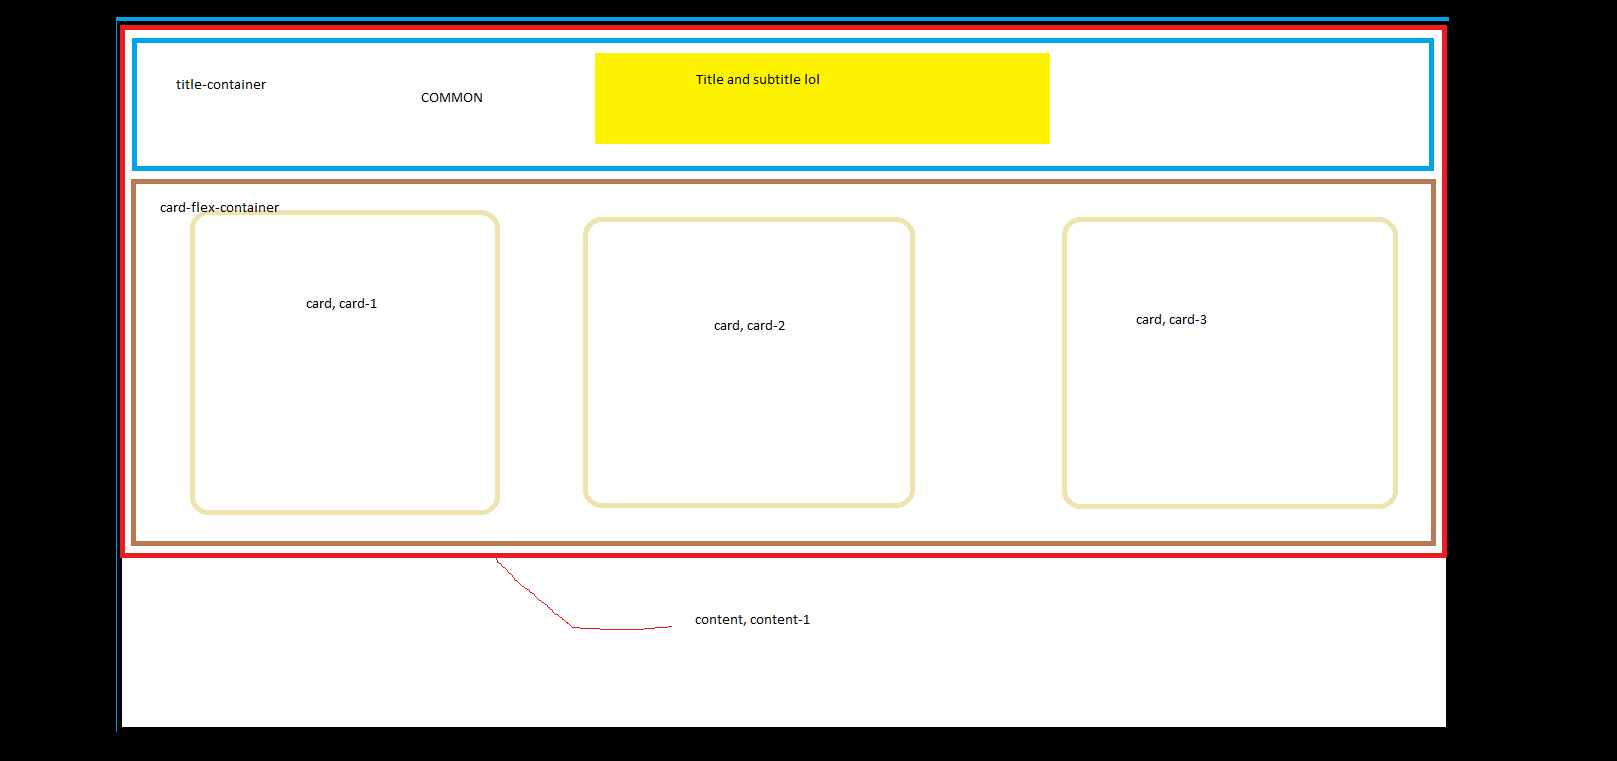 title-container
COMMON
Title and subtitle lol
card-flex-container
card, card-1
card, card-2
card, card-3
content, content-1